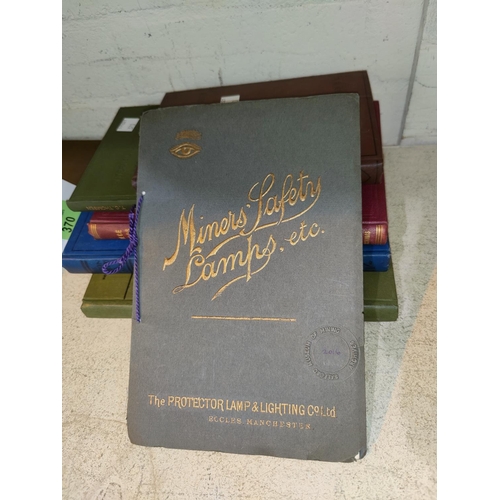 Miners' Safety
Lamps, etc.
The PROTECTOR LAMP & LIGHTING Co. Ltd
ECCLES MANCHESTER
370